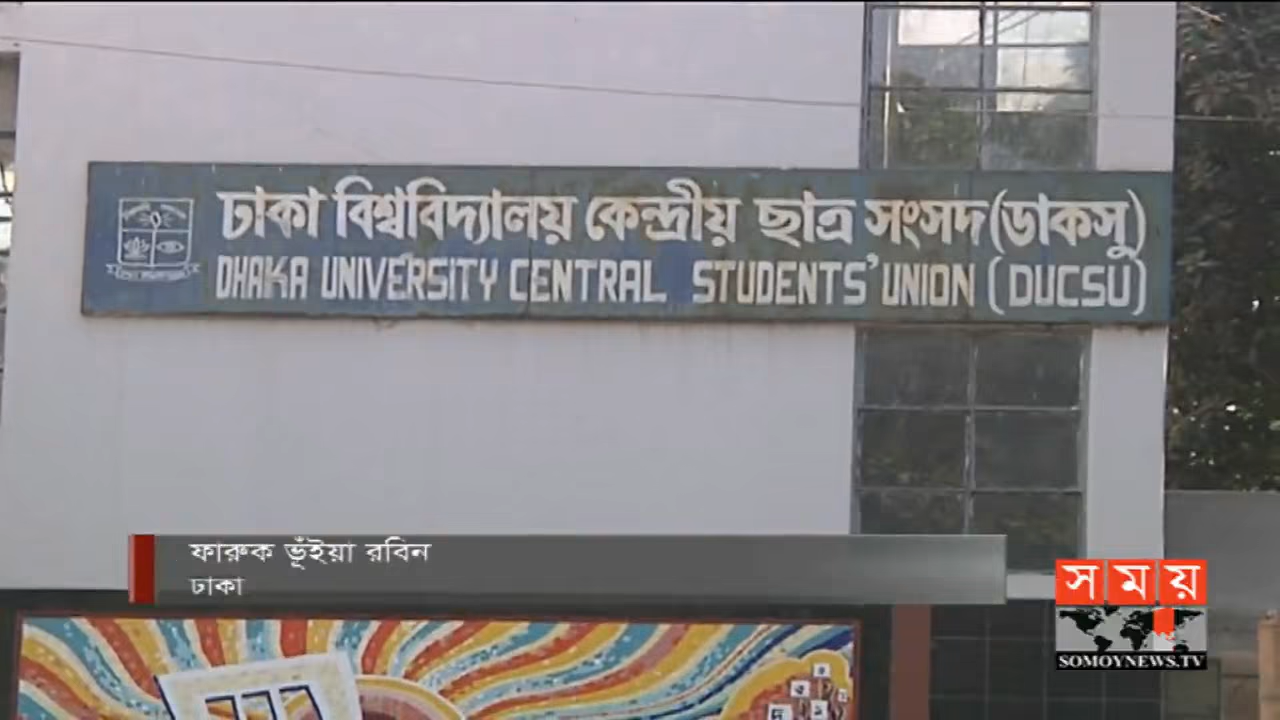 ঢাকা বিশ্ববিদ্যালয় কেন্দ্রীয় ছাত্র সংসদ (ডাকসু)
DHAKA UNIVERSITY CENTRAL STUDENTS' UNION (DUCSU)
ফারুক ভূঁইয়া রবিন
ঢাকা
সময়
SOMOYNEWS.TV